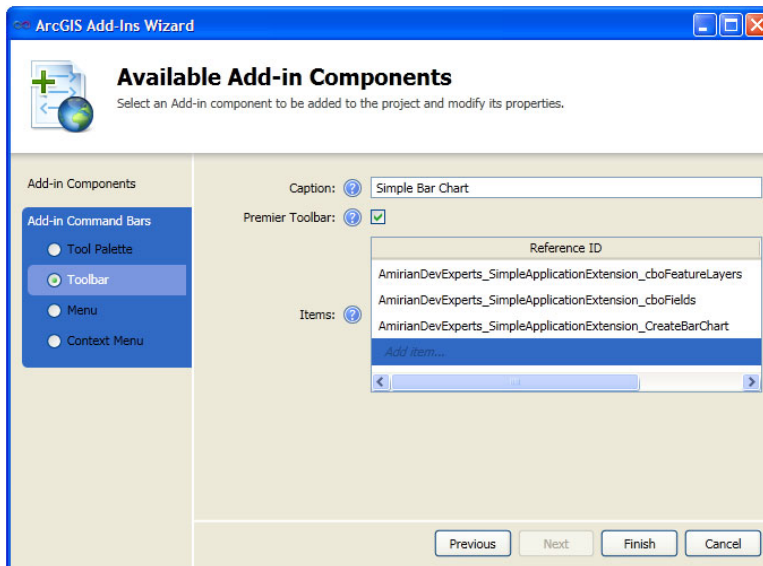 ArcGIS Add-Ins Wizard
Available Add-in Components
Select an Add-in component to be added to the project and modify its properties.
Add-in Components
Add-in Command Bars
Tool Palette
Toolbar
Menu
Context Menu
Caption:
Simple Bar Chart
Premier Toolbar:
Items:
Reference ID
AmirianDevExperts_SimpleApplicationExtension_cboFeatureLayers
AmirianDevExperts_SimpleApplicationExtension_cboFields
AmirianDevExperts_SimpleApplicationExtension_CreateBarChart
Add item...
Previous
Next
Finish
Cancel